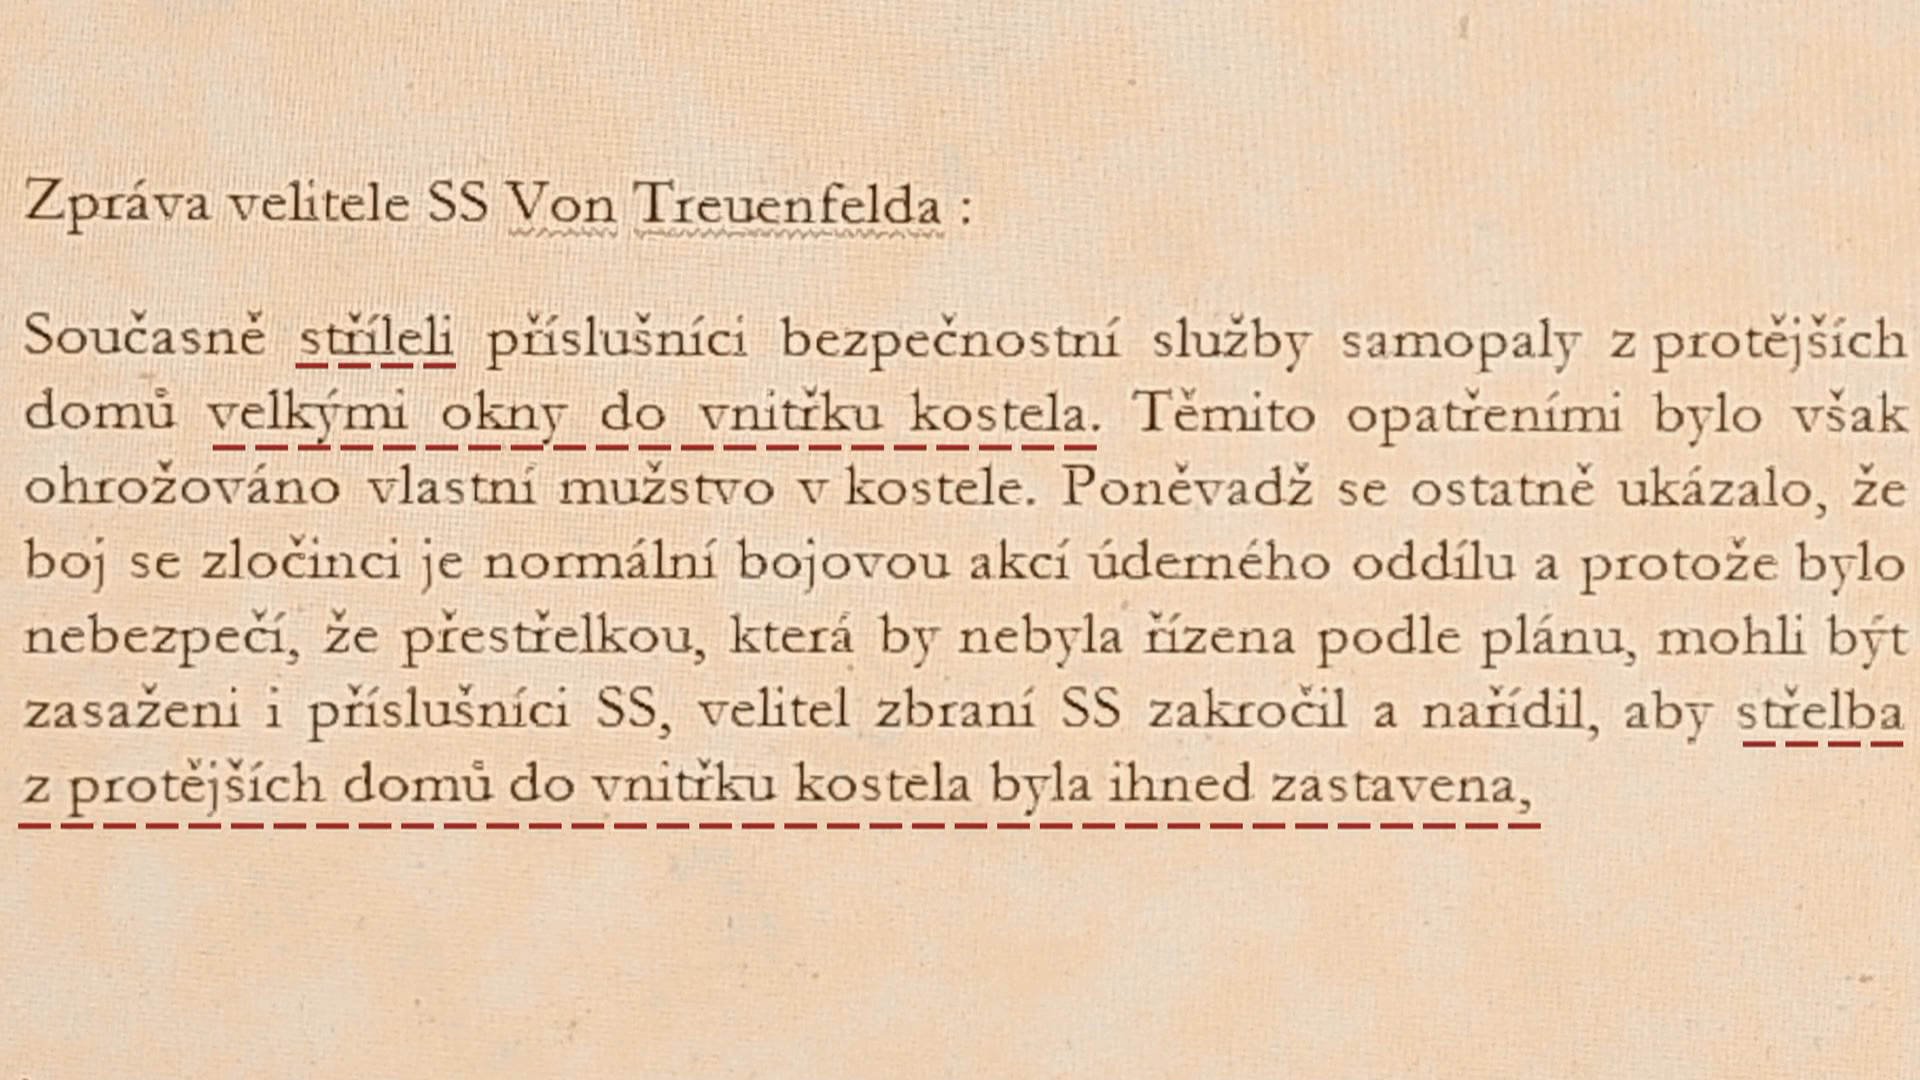 Zpráva velitele SS Von Treuenfelda :
Současně stříleli příslušníci bezpečnostní služby samopaly z protějších
domů velkými okny do vnitřku kostela. Těmito opatřeními bylo však
ohrožováno vlastní mužstvo v kostele. Poněvadž se ostatně ukázalo, že
boj se zločinci je normální bojovou akcí úderného oddílu a protože bylo
nebezpečí, že přestřelkou, která by nebyla řízena podle plánu, mohli být
zasaženi i příslušníci SS, velitel zbraní SS zakročil a nařídil, aby střelba
z protějších domů do vnitřku kostela byla ihned zastavena,